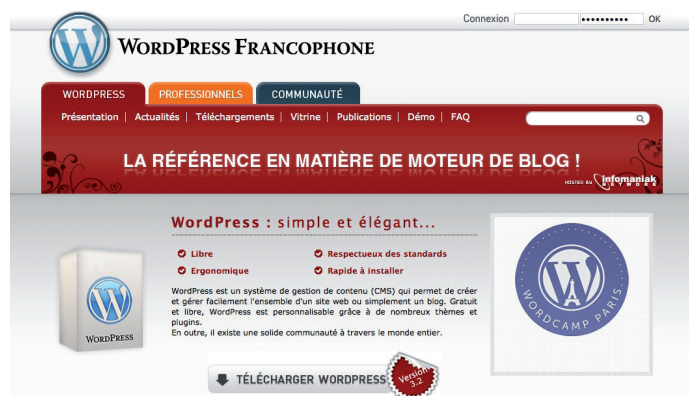 Connexion
•••••••••• OK
WORDPRESS FRANCOPHONE
WORDPRESS PROFESSIONNELS COMMUNAUTÉ
Présentation | Actualités | Téléchargements | Vitrine | Publications | Démo | FAQ
LA RÉFÉRENCE EN MATIÈRE DE MOTEUR DE BLOG !
HOSTED BY infomaniak
NETWORK
WordPress : simple et élégant...
Libre
Respectueux des standards
Ergonomique
Rapide à installer
WordPress est un système de gestion de contenu (CMS) qui permet de créer
et gérer facilement l'ensemble d'un site web ou simplement un blog. Gratuit
et libre, WordPress est personnalisable grâce à de nombreux thèmes et
plugins.
En outre, il existe une solide communauté à travers le monde entier.
WORDPRESS
TÉLÉCHARGER WORDPRESS
Version
3.2
W
WORDCAMP PARIS